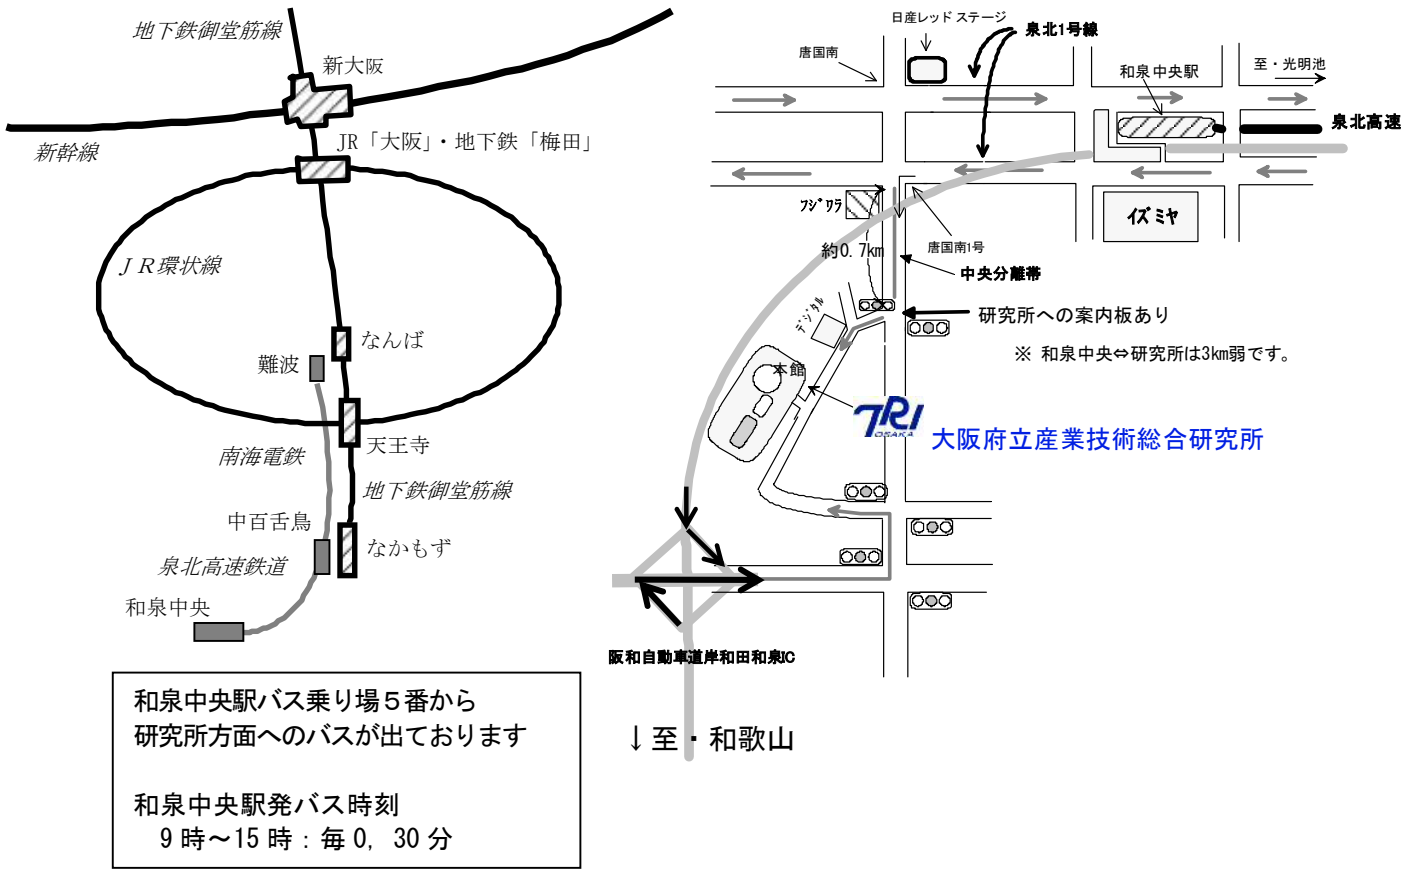 地下鉄御堂筋線
新大阪
新幹線
JR「大阪」・地下鉄「梅田」
JR環状線
なんば
難波
天王寺
南海電鉄
地下鉄御堂筋線
中百舌鳥
なかもず
泉北高速鉄道
和泉中央
和泉中央駅バス乗り場5番から
研究所方面へのバスが出ております
和泉中央駅発バス時刻
9時~15時:毎0, 30分
日産レッドステージ
泉北1号線
唐国南
和泉中央駅
至・光明池
泉北高速
フジワラ
イズミヤ
約0.7km
唐国南1号
中央分離帯
デジタル
研究所への案内板あり
※ 和泉中央⇔研究所は3km弱です。
本館
TRI
OSAKA
大阪府立産業技術総合研究所
阪和自動車道岸和田和泉IC
↓至・和歌山